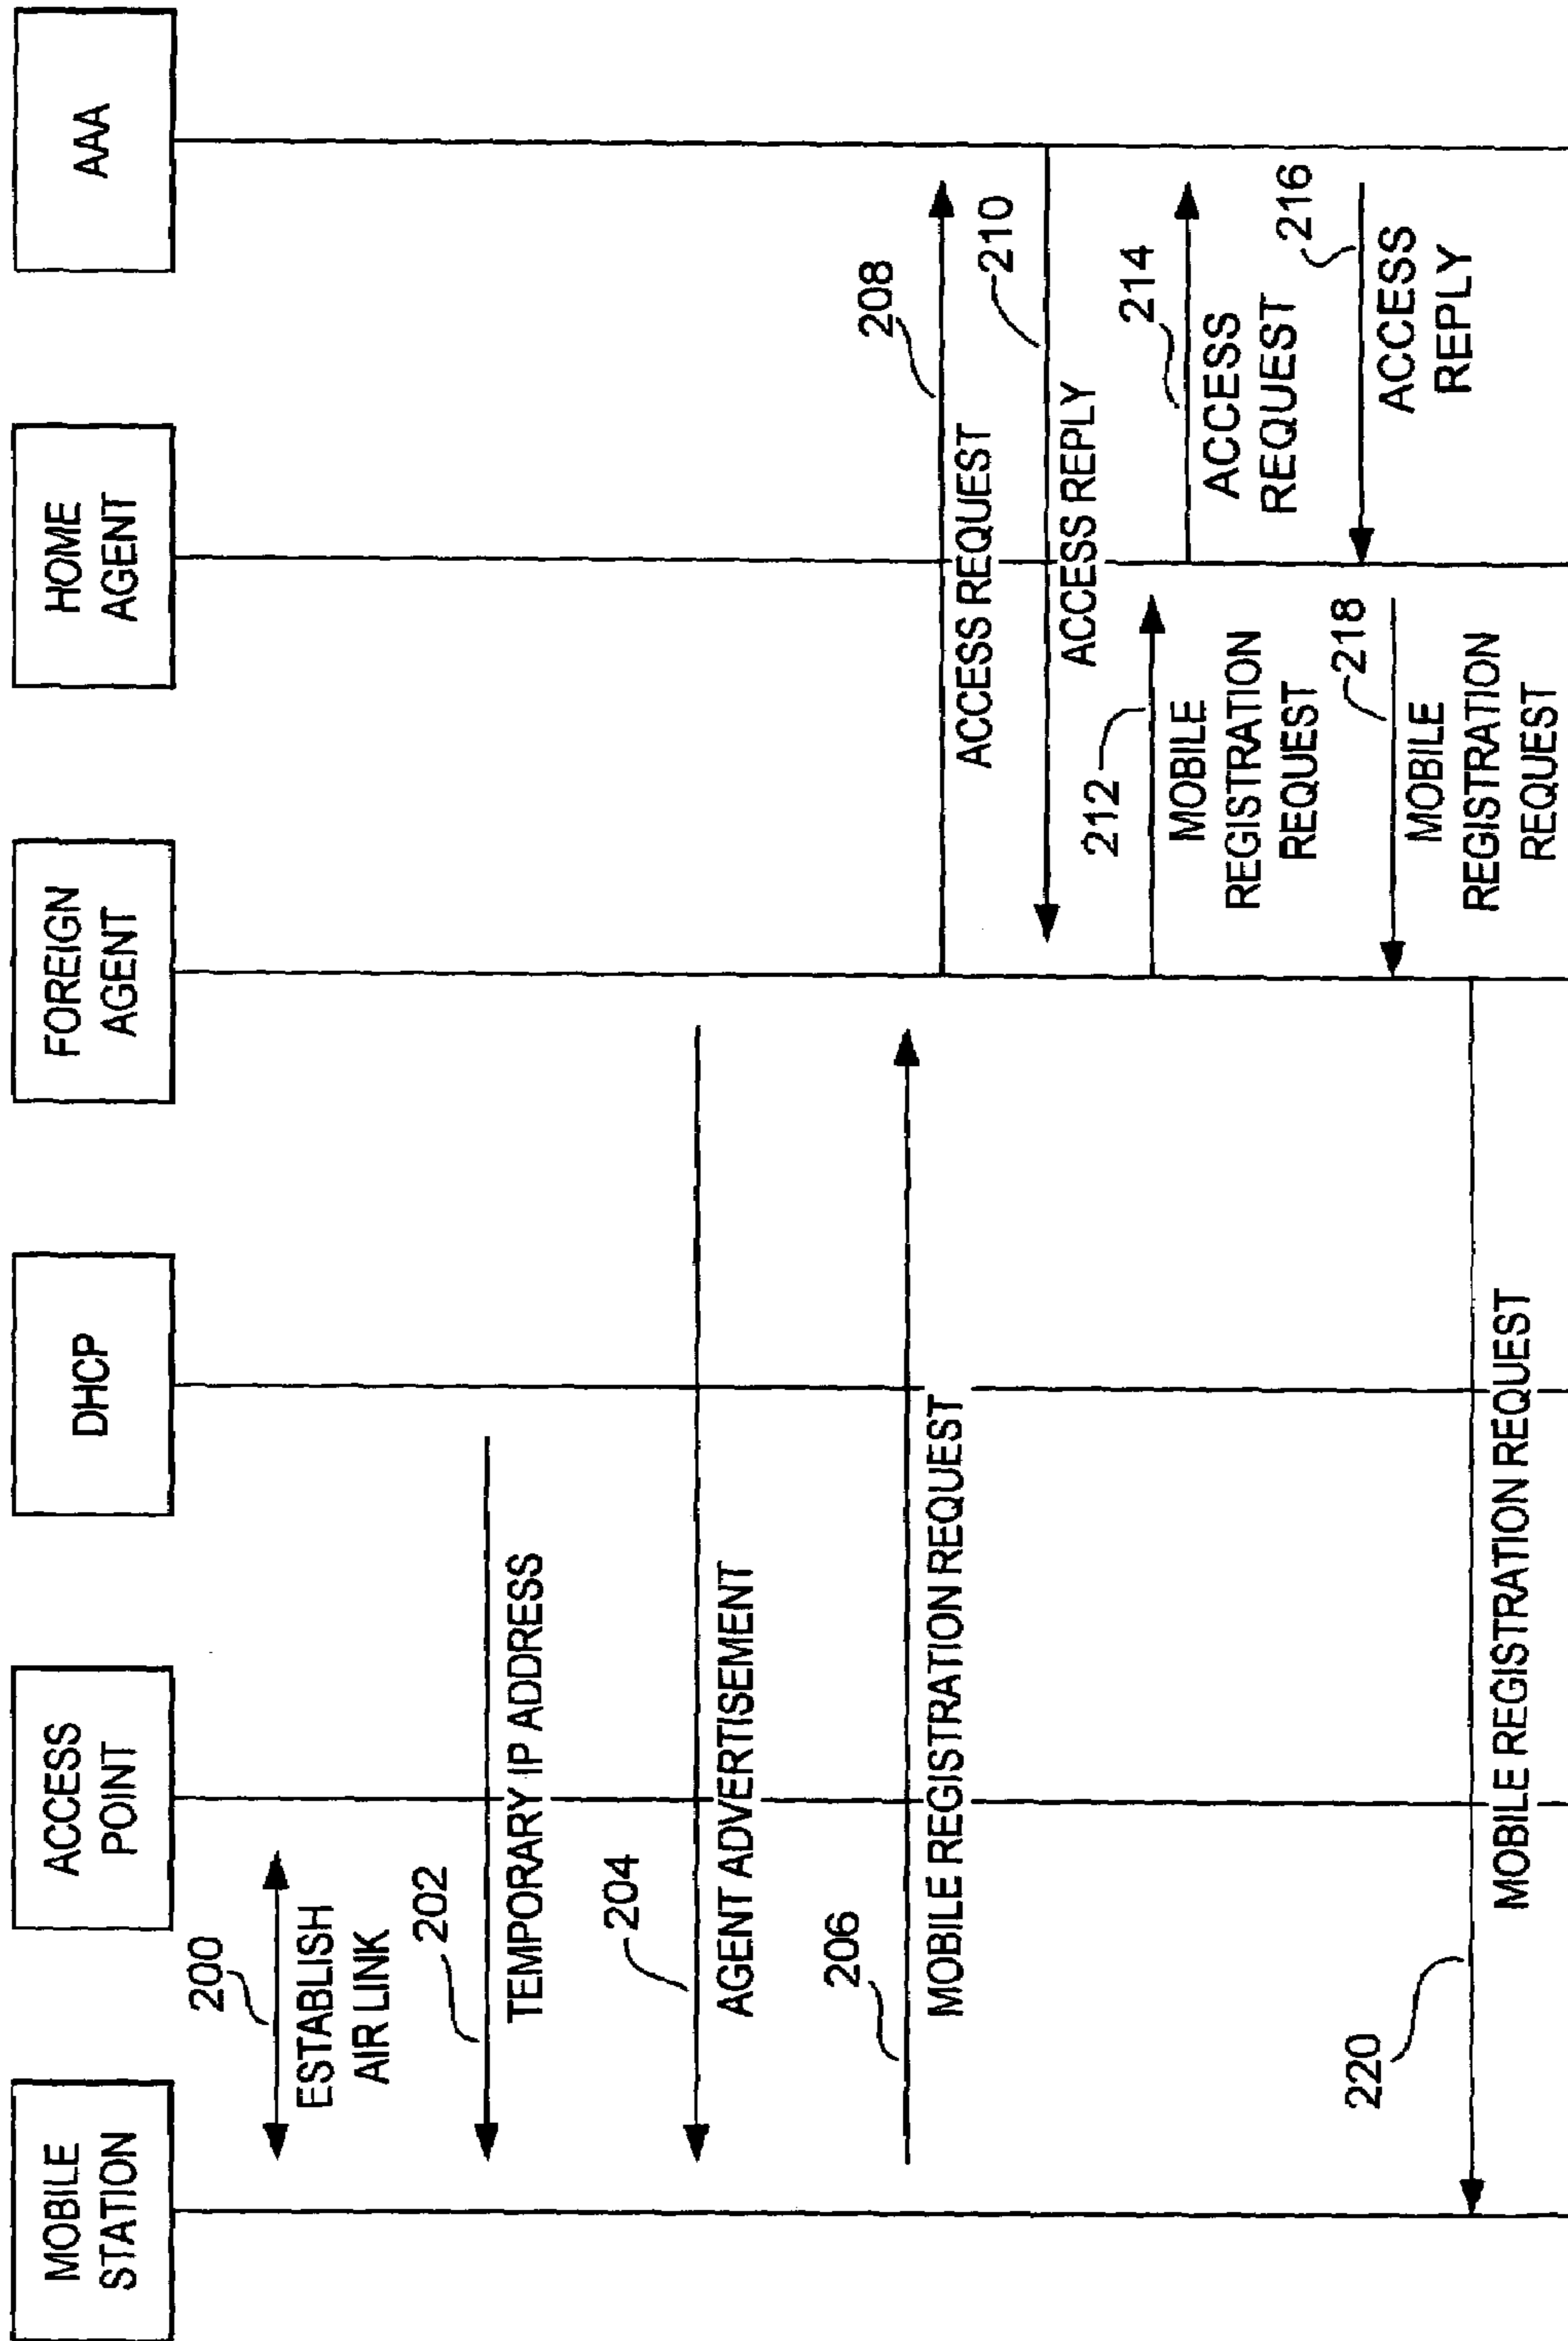 MOBILE
STATION
ACCESS
POINT
DHCP
FOREIGN
AGENT
HOME
AGENT
AAA
200
ESTABLISH
AIR LINK
202
TEMPORARY IP ADDRESS
204
AGENT ADVERTISEMENT
206
MOBILE REGISTRATION REQUEST
208
ACCESS REQUEST
210
ACCESS REPLY
212
MOBILE
REGISTRATION
REQUEST
214
ACCESS
REQUEST
216
ACCESS
REPLY
218
MOBILE
REGISTRATION
REQUEST
220
MOBILE REGISTRATION REQUEST